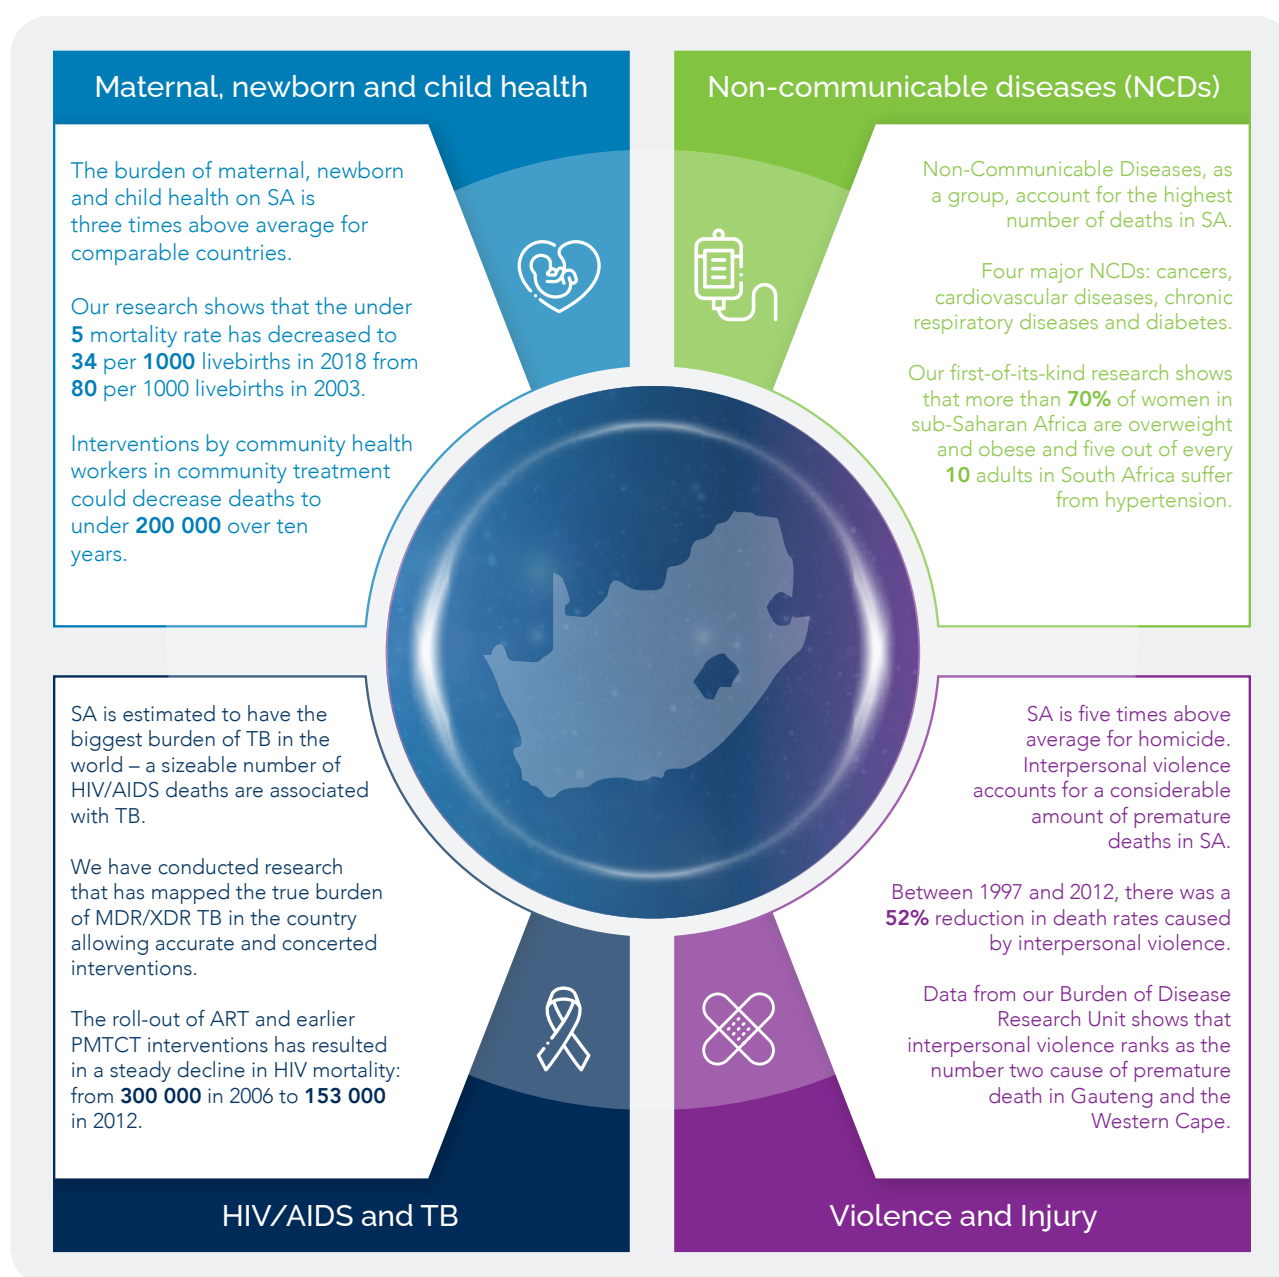 Maternal, newborn and child health
The burden of maternal, newborn
and child health on SA is
three times above average for
comparable countries.
Our research shows that the under
5 mortality rate has decreased to
34 per 1000 livebirths in 2018 from
80 per 1000 livebirths in 2003.
Interventions by community health
workers in community treatment
could decrease deaths to
under 200 000 over ten
years.
Non-communicable diseases (NCDs)
Non-Communicable Diseases, as
a group, account for the highest
number of deaths in SA.
Four major NCDs: cancers,
cardiovascular diseases, chronic
respiratory diseases and diabetes.
Our first-of-its-kind research shows
that more than 70% of women in
sub-Saharan Africa are overweight
and obese and five out of every
10 adults in South Africa suffer
from hypertension.
SA is estimated to have the
biggest burden of TB in the
world – a sizeable number of
HIV/AIDS deaths are associated
with TB.
We have conducted research
that has mapped the true burden
of MDR/XDR TB in the country
allowing accurate and concerted
interventions.
The roll-out of ART and earlier
PMTCT interventions has resulted
in a steady decline in HIV mortality:
from 300 000 in 2006 to 153 000
in 2012.
HIV/AIDS and TB
SA is five times above
average for homicide.
Interpersonal violence
accounts for a considerable
amount of premature
deaths in SA.
Between 1997 and 2012, there was a
52% reduction in death rates caused
by interpersonal violence.
Data from our Burden of Disease
Research Unit shows that
interpersonal violence ranks as the
number two cause of premature
death in Gauteng and the
Western Cape.
Violence and Injury